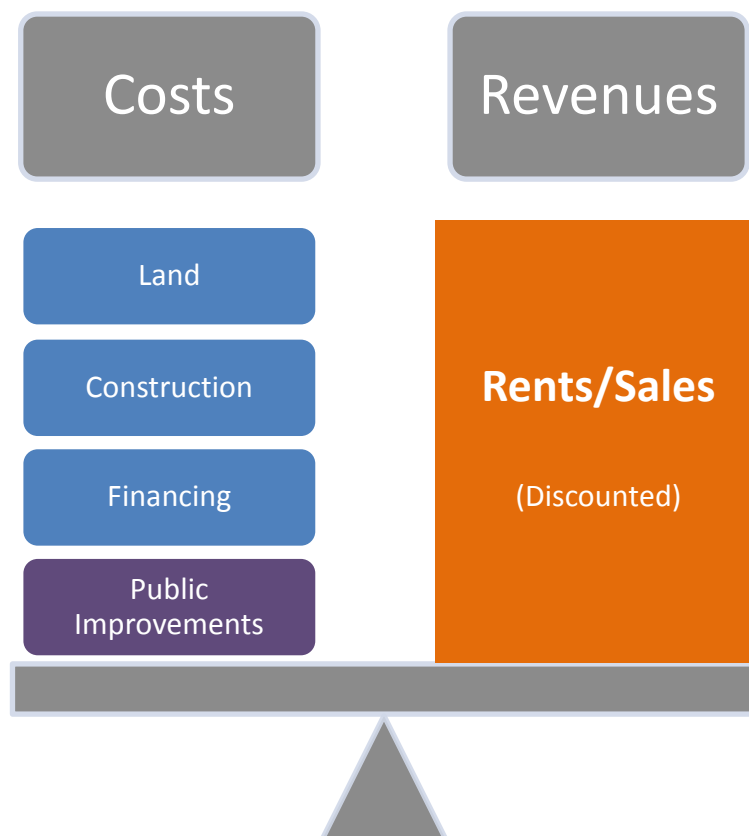 Costs
Revenues
Land
Construction
Rents/Sales
Financing
(Discounted)
Public
Improvements